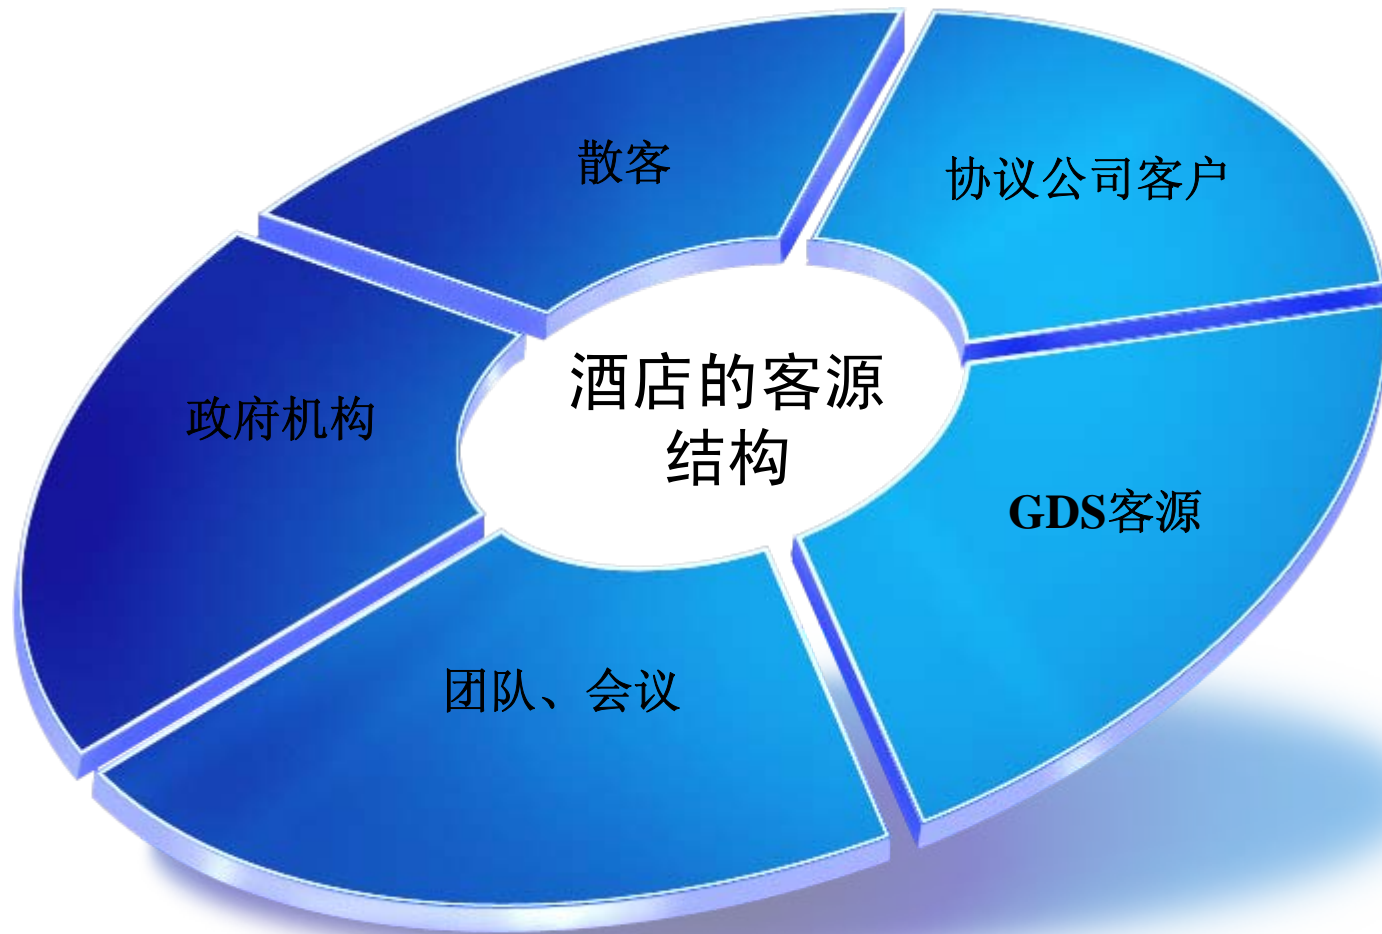 散客
协议公司客户
酒店的客源
结构
政府机构
GDS客源
团队、会议